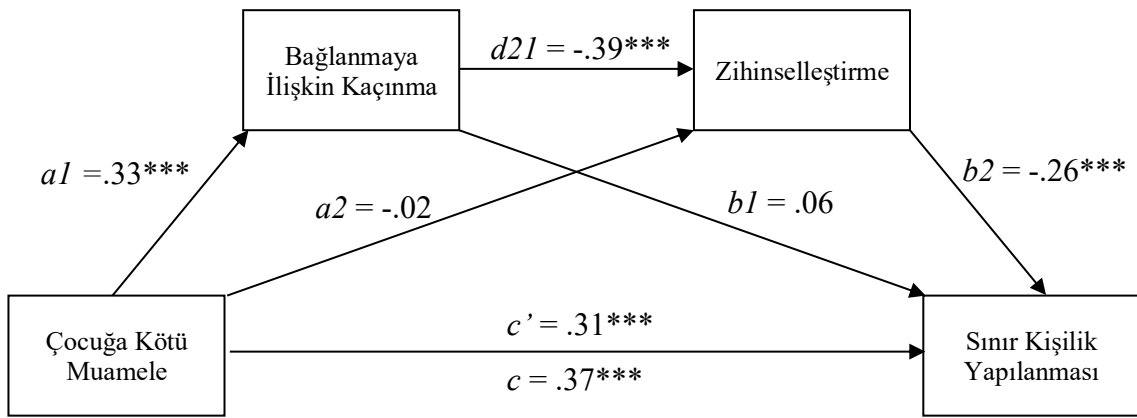 Bağlanmaya
İlişkin Kaçınma
d21 = -.39***
Zihinselleştirme
a1 =.33***
a2 = -.02
b1 = .06
b2 = -.26***
Çocuğa Kötü
Muamele
c’ = .31***
c = .37***
Sınır Kişilik
Yapılanması